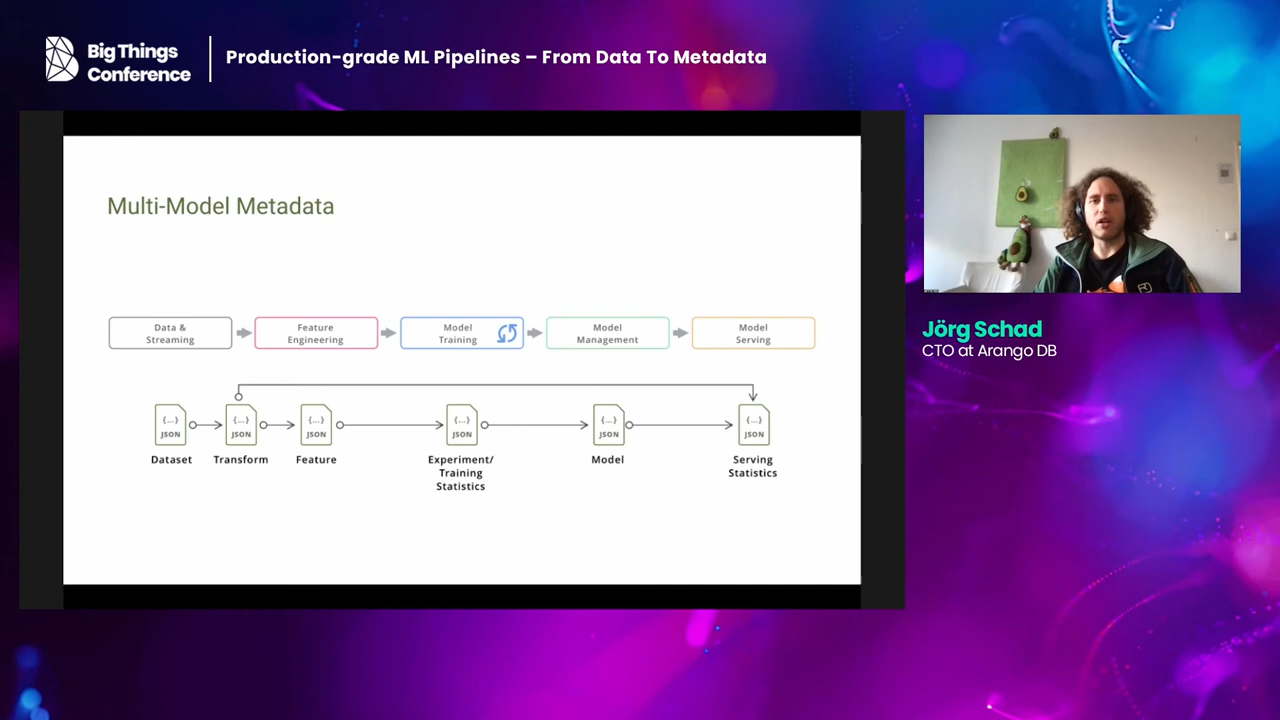 Big Things
Conference
Production-grade ML Pipelines – From Data To Metadata
Multi-Model Metadata
Data &
Streaming
Feature
Engineering
Model
Training
Model
Management
Model
Serving
{...}
JSON
{...}
JSON
{...}
JSON
{...}
JSON
{...}
JSON
{...}
JSON
Dataset
Transform
Feature
Experiment/
Training
Statistics
Model
Serving
Statistics
Jörg Schad
CTO at Arango DB